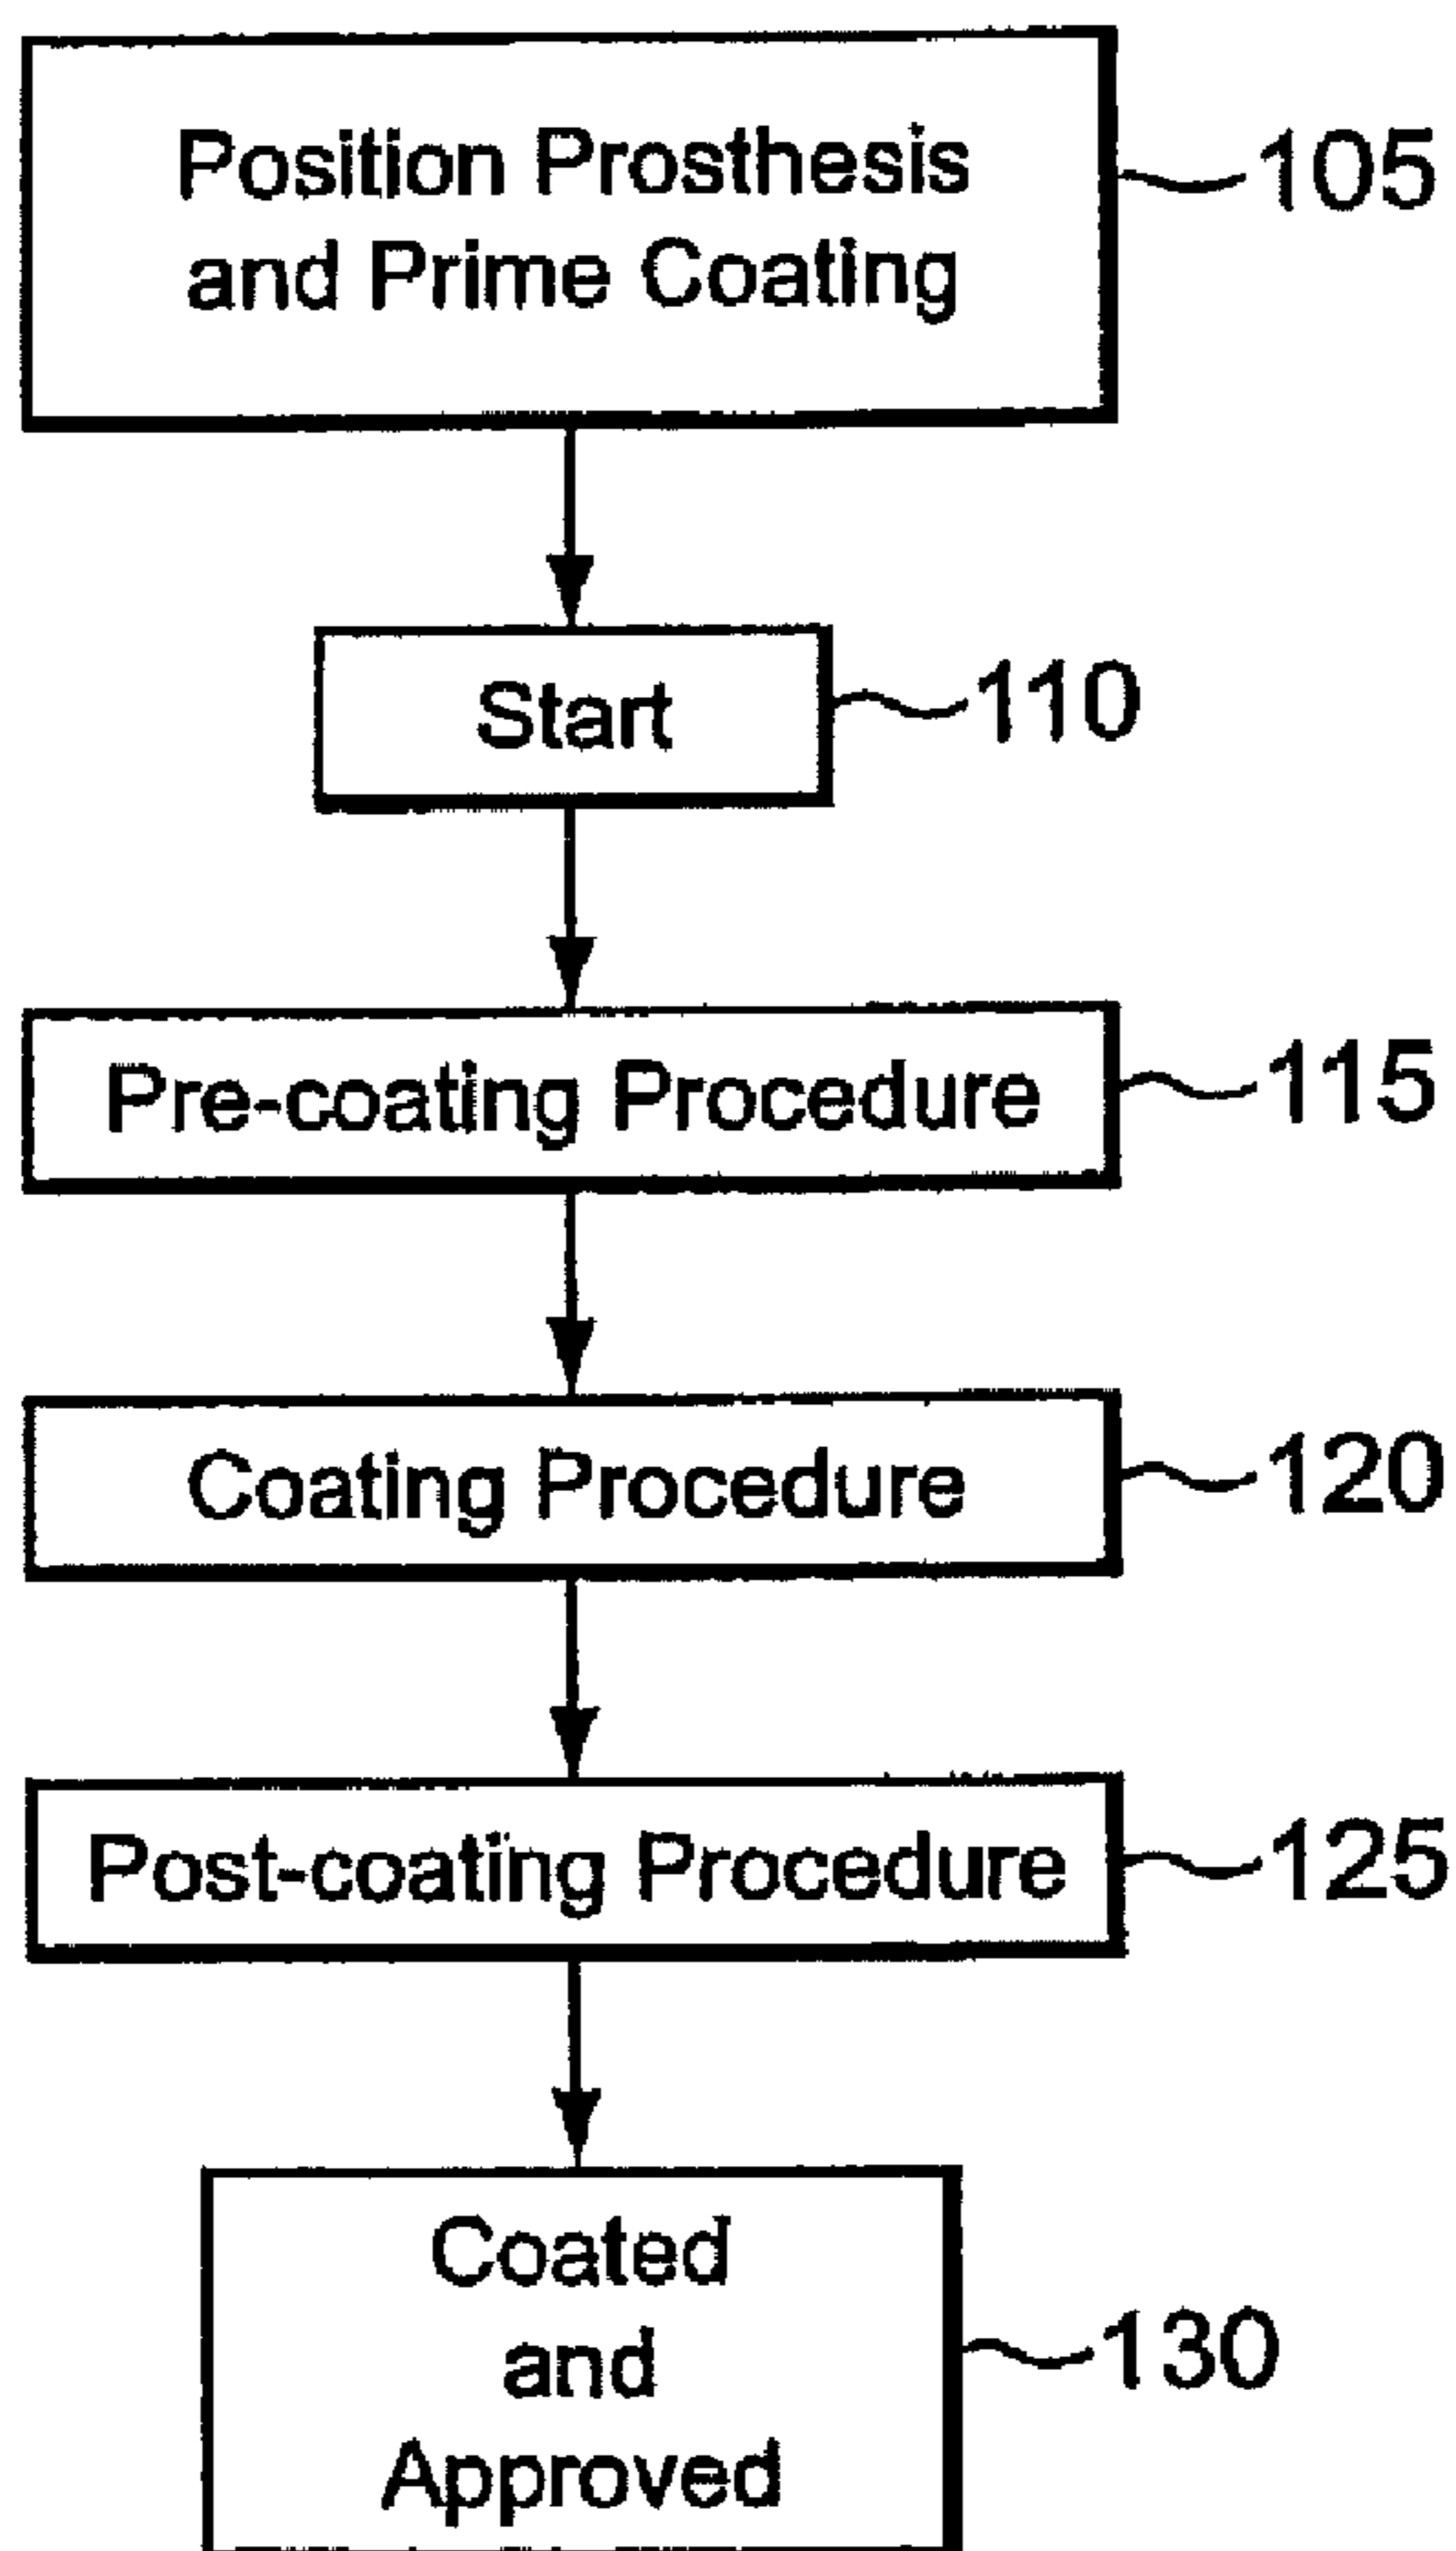 Position Prosthesis
and Prime Coating
105
Start
110
Pre-coating Procedure
115
Coating Procedure
120
Post-coating Procedure
125
Coated
and
Approved
130